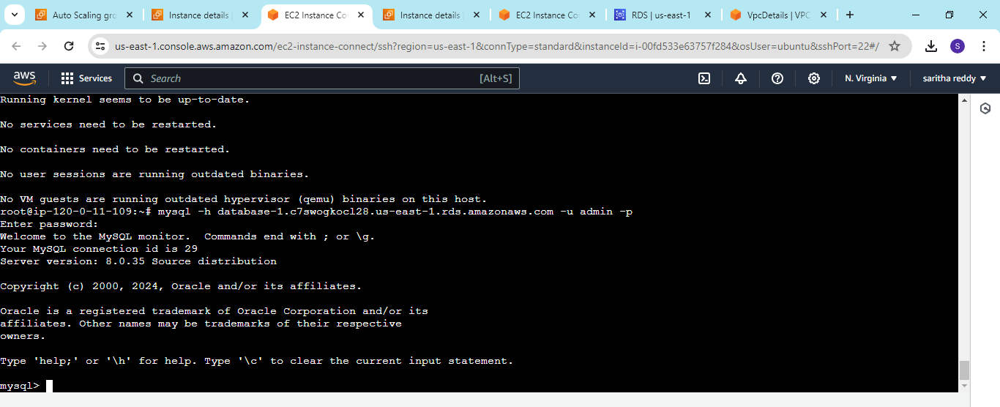 Auto Scaling gro
Instance details
EC2 Instance Co
Instance details
EC2 Instance Co
RDS | us-east-1
VpcDetails | VPC
us-east-1.console.aws.amazon.com/ec2-instance-connect/ssh?region=us-east-1&connType=standard&instanceId=i-00fd533e63757f284&osUser=ubuntu&sshPort=22#/
S
aws
Services
Search
[Alt+S]
N. Virginia
saritha reddy
Running kernel seems to be up-to-date.
No services need to be restarted.
No containers need to be restarted.
No user sessions are running outdated binaries.
No VM guests are running outdated hypervisor (qemu) binaries on this host.
root@ip-120-0-11-109:~# mysql -h database-1.c7swogkocl28.us-east-1.rds.amazonaws.com -u admin -p
Enter password:
Welcome to the MySQL monitor.  Commands end with ; or \g.
Your MySQL connection id is 29
Server version: 8.0.35 Source distribution
Copyright (c) 2000, 2024, Oracle and/or its affiliates.
Oracle is a registered trademark of Oracle Corporation and/or its
affiliates. Other names may be trademarks of their respective
owners.
Type 'help;' or '\h' for help. Type '\c' to clear the current input statement.
mysql>